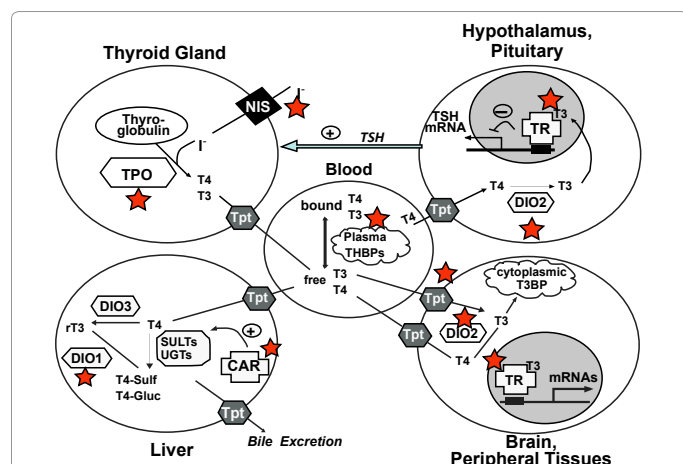 Hypothalamus,
Pituitary
Thyroid Gland
NIS
I-
Thyro-
globulin
I-
TPO
T4
T3
Tpt
+
TSH
TSH
mRNA
−
T3
TR
T4
T3
DIO2
Tpt
Blood
bound
T4
T3
T4
Plasma
THBPs
free
T3
T4
Tpt
DIO3
rT3
T4
SULTs
UGTs
+
DIO1
CAR
T4-Sulf
T4-Gluc
Tpt
Bile Excretion
Liver
Tpt
cytoplasmic
T3BP
DIO2
T3
Tpt
T4
T3
TR
mRNAs
Brain,
Peripheral Tissues